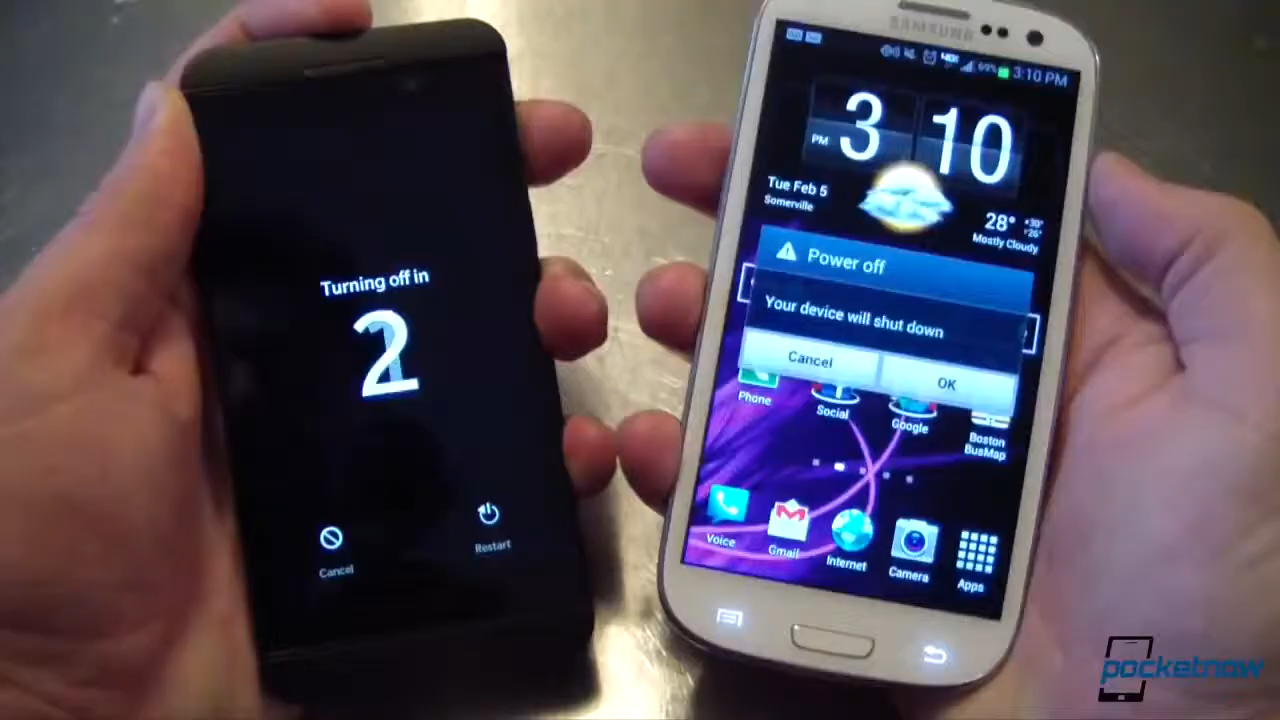 Turning off in
2
Cancel
Restart
SAMSUNG
69%
3:10 PM
3 10
PM
Tue Feb 5
Somerville
28°
Mostly Cloudy
Power off
Your device will shut down
Cancel
OK
Phone
Social
Google
Boston
BusMap
Voice
Gmail
Internet
Camera
Apps
pocketnow